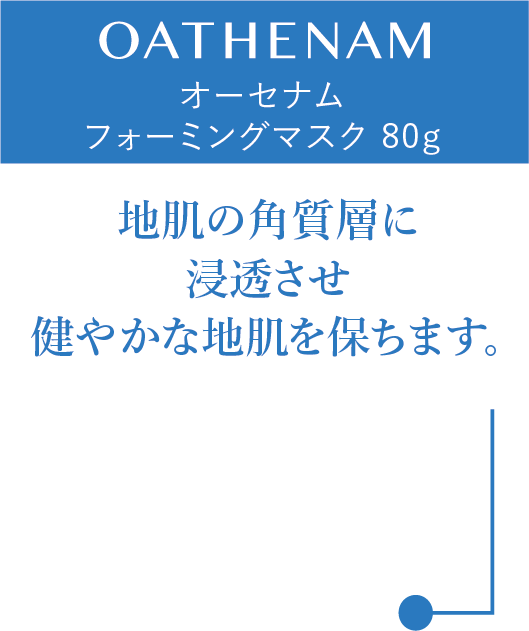 OATHENAM
オーセナム
フォーミングマスク 80g
地肌の角質層に
浸透させ
健やかな地肌を保ちます。